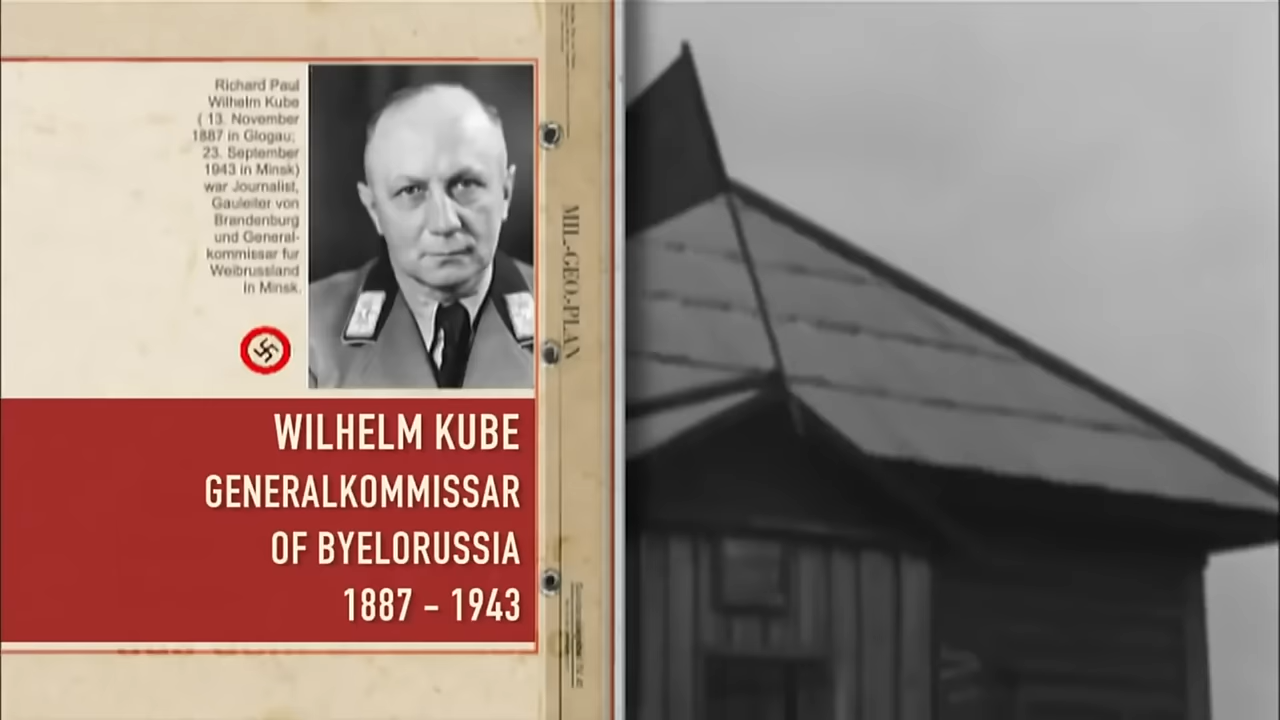 Richard Paul
Wilhelm Kube
( 13. November
1887 in Glogau;
23. September
1943 in Minsk)
war Journalist,
Gauleiter von
Brandenburg
und General-
kommissar fur
Weibrussland
in Minsk.
MIL.-GEO.-PLAN
WILHELM KUBE
GENERALKOMMISSAR
OF BYELORUSSIA
1887 – 1943